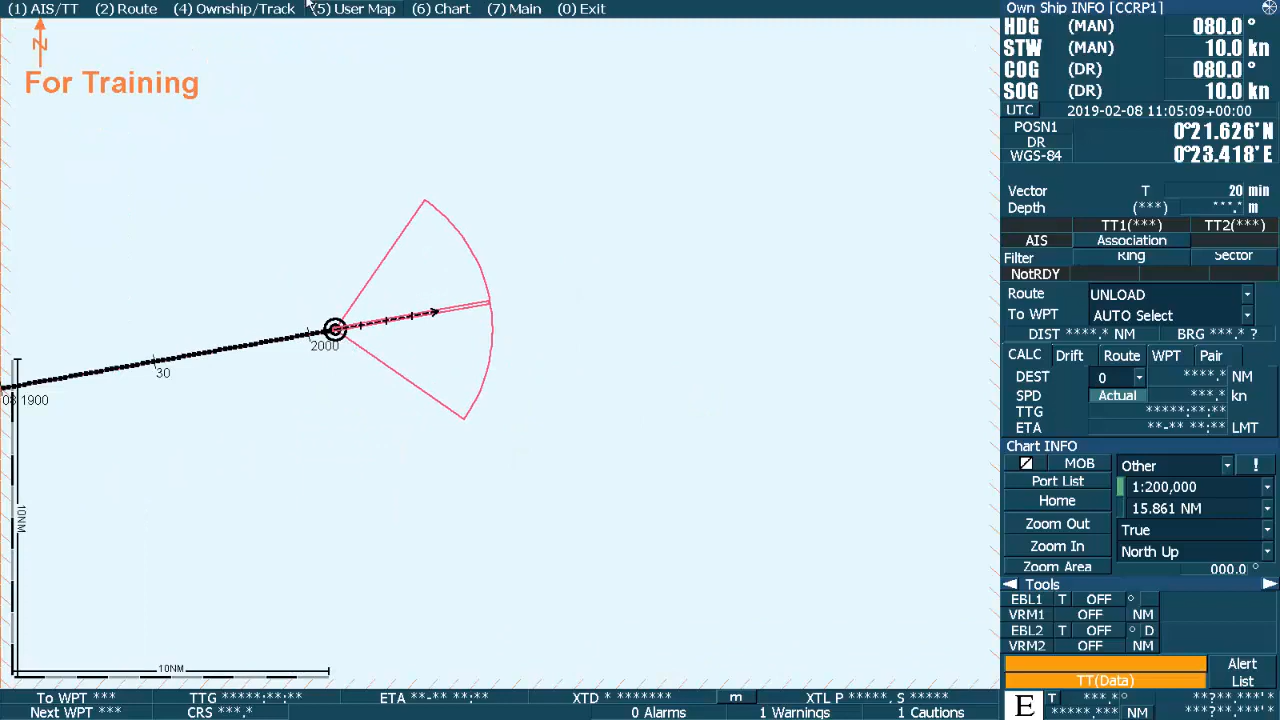 (1) AIS/TT (2) Route (4) Ownship/Track (5) User Map (6) Chart (7) Main (0) Exit
N
For Training
2000
30
1900
10NM
10NM
Own Ship INFO [CCRP1]
HDG (MAN) 080.0 °
STW (MAN) 10.0 kn
COG (DR) 080.0 °
SOG (DR) 10.0 kn
UTC 2019-02-08 11:05:09+00:00
POSN1 0°21.626' N
DR
WGS-84 0°23.418' E
Vector T 20 min
Depth (***) ***.* m
TT1(***) TT2(***)
AIS Association
Filter Ring Sector
NotRDY
Route UNLOAD
To WPT AUTO Select
DIST ****.* NM BRG ***.* ?
CALC Drift Route WPT Pair
DEST 0 ****.* NM
SPD Actual ***.* kn
TTG *****:**:**
ETA **-** **:** LMT
Chart INFO
MOB Other !
Port List 1:200,000
Home 15.861 NM
Zoom Out True
Zoom In North Up
Zoom Area 000.0 °
Tools
EBL1 T OFF °
VRM1 OFF NM
EBL2 T OFF ° D
VRM2 OFF NM
Alert
TT(Data) List
To WPT *** TTG *****:**:** ETA **-** **:** XTD * ******* m XTL P *****, S *****
Next WPT *** CRS ***.* 0 Alarms 1 Warnings 1 Cautions
E T ***.*° **?**.***'*
*****.*** NM ***?**.***'*